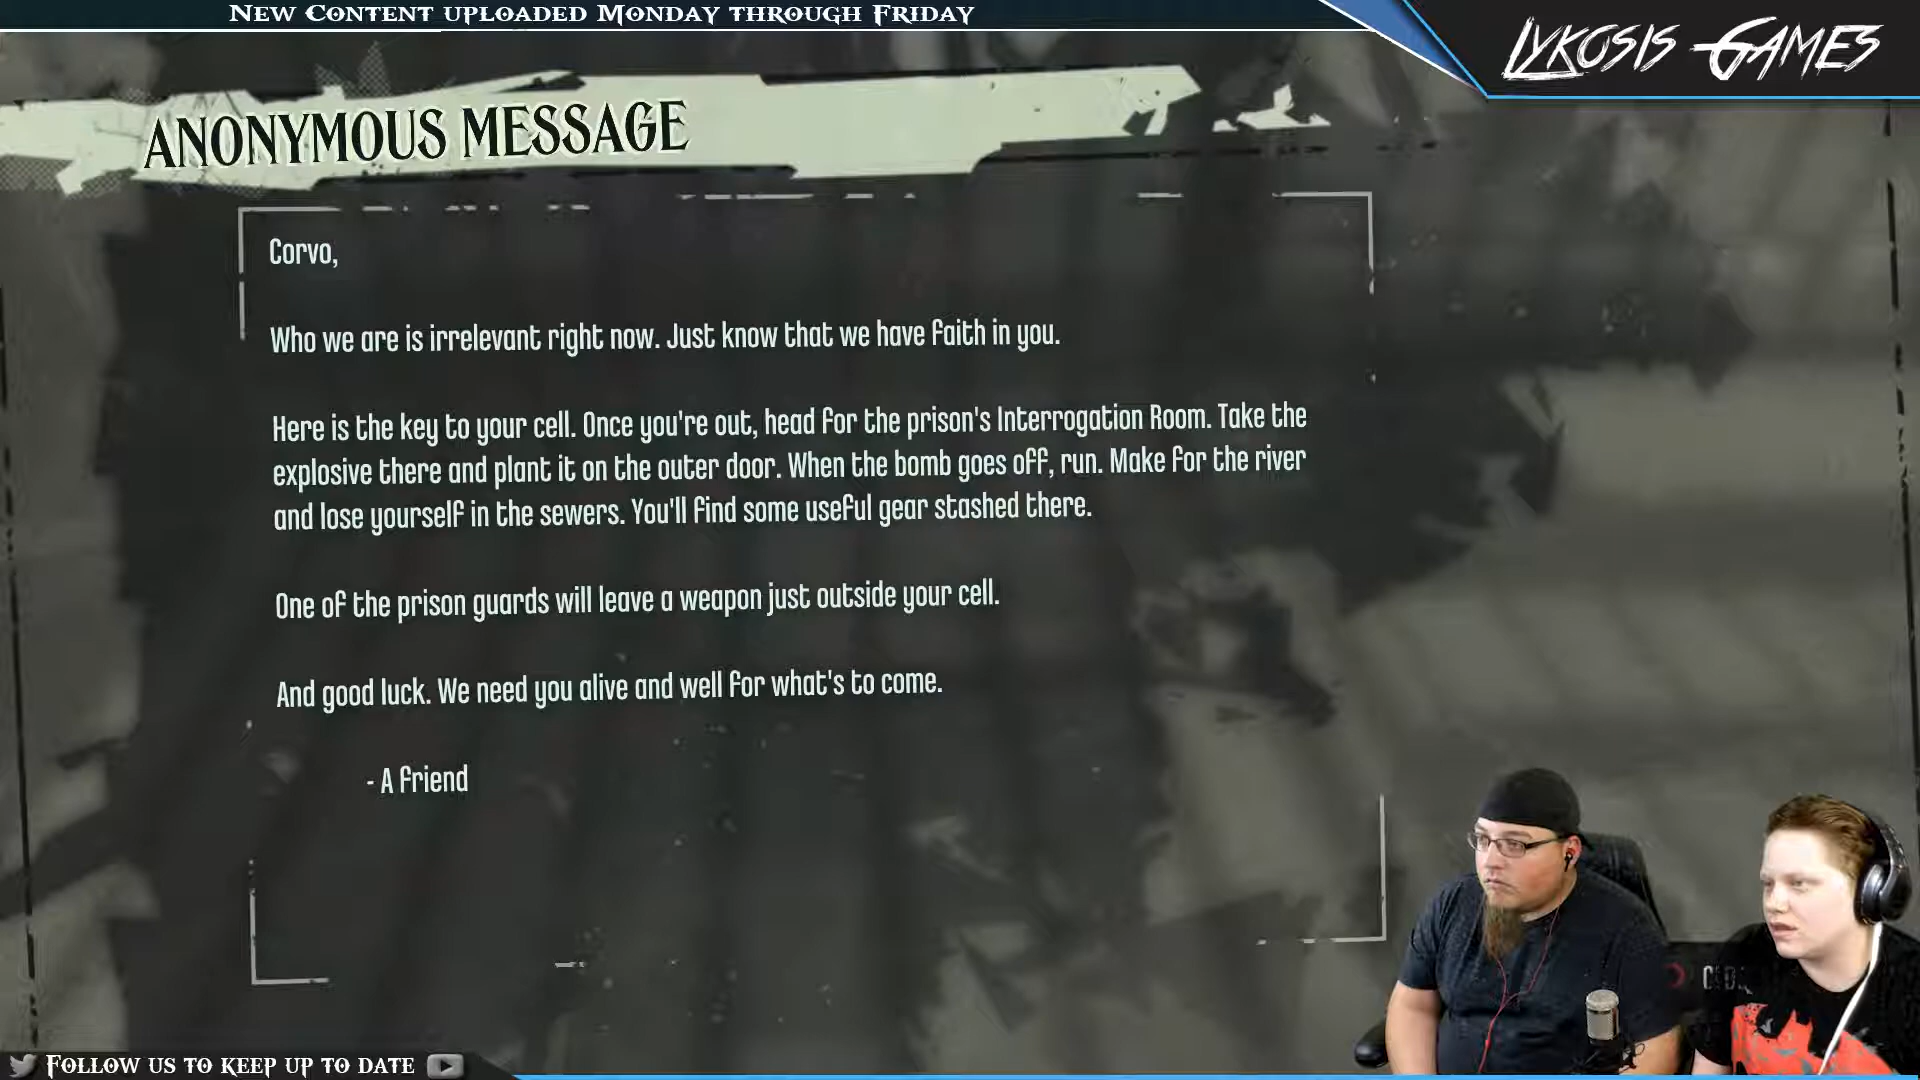 New Content uploaded Monday through Friday
Lykosis Games
ANONYMOUS MESSAGE
Corvo,
Who we are is irrelevant right now. Just know that we have faith in you.
Here is the key to your cell. Once you're out, head for the prison's Interrogation Room. Take the
explosive there and plant it on the outer door. When the bomb goes off, run. Make for the river
and lose yourself in the sewers. You'll find some useful gear stashed there.
One of the prison guards will leave a weapon just outside your cell.
And good luck. We need you alive and well for what's to come.
- A friend
Follow us to keep up to date